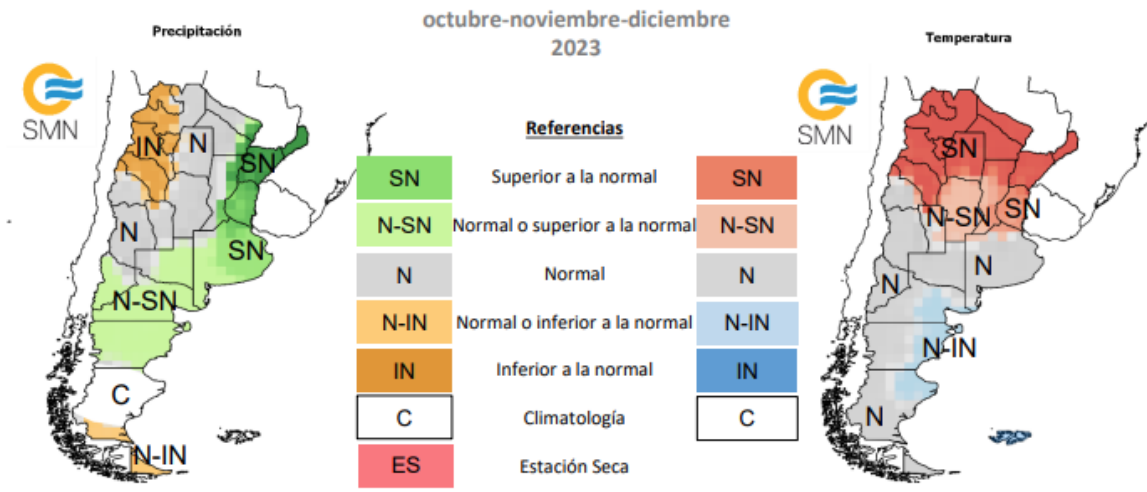 octubre-noviembre-diciembre
2023
Precipitación
SMN
IN
N
SN
N
SN
N-SN
C
N-IN
Referencias
SN Superior a la normal SN
N-SN Normal o superior a la normal N-SN
N Normal N
N-IN Normal o inferior a la normal N-IN
IN Inferior a la normal IN
C Climatología C
ES Estación Seca
Temperatura
SMN
SN
N-SN
SN
N
N
N-IN
N